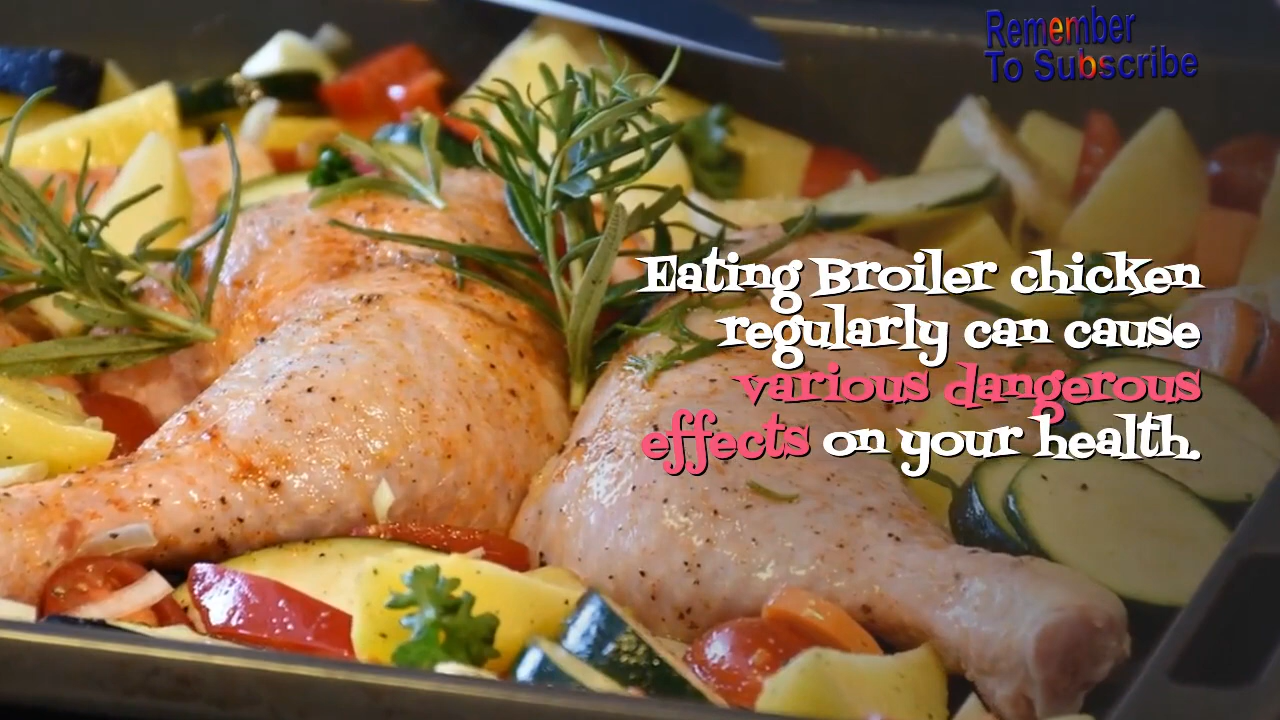 Remember
To Subscribe
Eating Broiler chicken
regularly can cause
various dangerous
effects on your health.